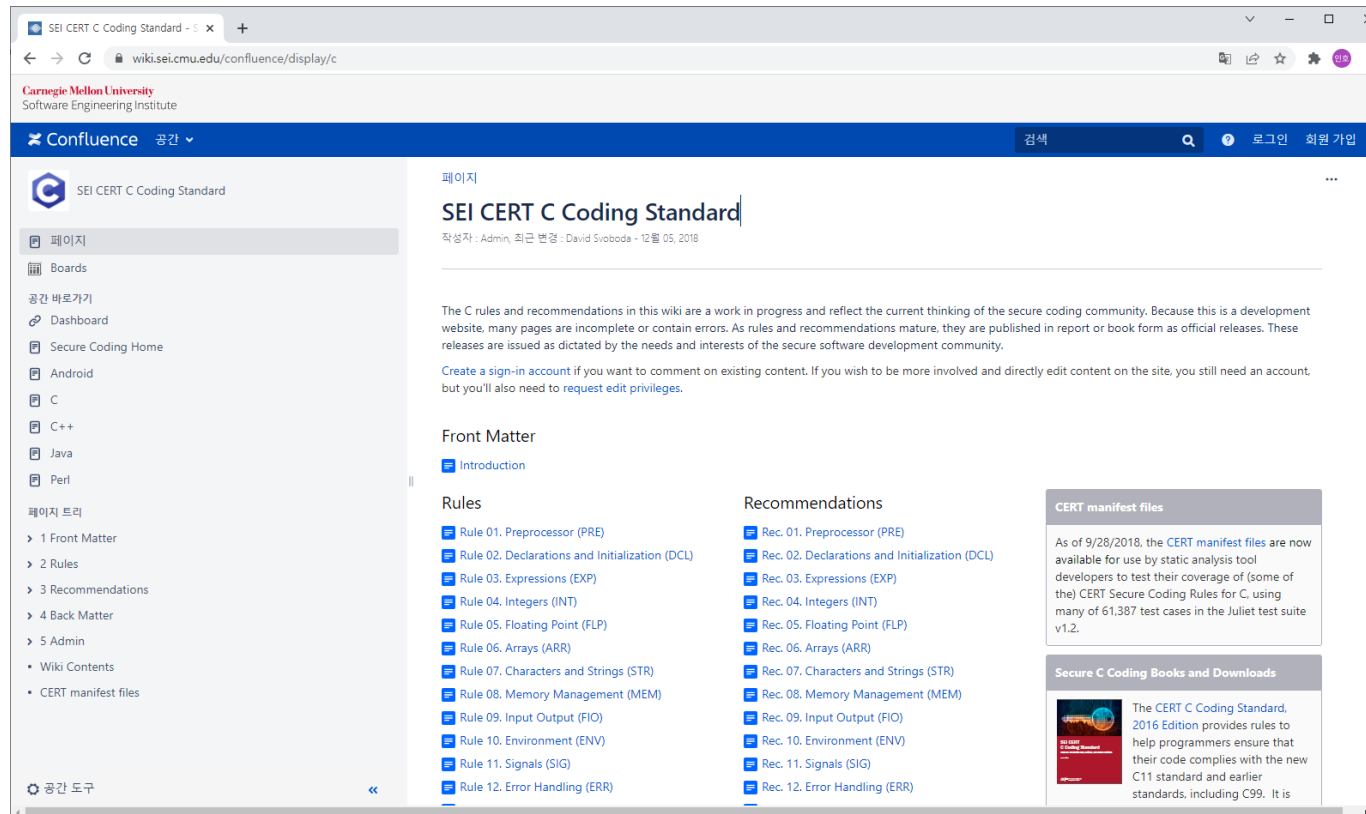 SEI CERT C Coding Standard - S
wiki.sei.cmu.edu/confluence/display/c
인호
Carnegie Mellon University
Software Engineering Institute
Confluence 공간
검색
로그인 회원 가입
SEI CERT C Coding Standard
페이지
Boards
공간 바로가기
Dashboard
Secure Coding Home
Android
C
C++
Java
Perl
페이지 트리
1 Front Matter
2 Rules
3 Recommendations
4 Back Matter
5 Admin
Wiki Contents
CERT manifest files
공간 도구
페이지
SEI CERT C Coding Standard
작성자 : Admin, 최근 변경 : David Svoboda - 12월 05, 2018
The C rules and recommendations in this wiki are a work in progress and reflect the current thinking of the secure coding community. Because this is a development
website, many pages are incomplete or contain errors. As rules and recommendations mature, they are published in report or book form as official releases. These
releases are issued as dictated by the needs and interests of the secure software development community.
Create a sign-in account if you want to comment on existing content. If you wish to be more involved and directly edit content on the site, you still need an account,
but you'll also need to request edit privileges.
Front Matter
Introduction
Rules
Rule 01. Preprocessor (PRE)
Rule 02. Declarations and Initialization (DCL)
Rule 03. Expressions (EXP)
Rule 04. Integers (INT)
Rule 05. Floating Point (FLP)
Rule 06. Arrays (ARR)
Rule 07. Characters and Strings (STR)
Rule 08. Memory Management (MEM)
Rule 09. Input Output (FIO)
Rule 10. Environment (ENV)
Rule 11. Signals (SIG)
Rule 12. Error Handling (ERR)
Recommendations
Rec. 01. Preprocessor (PRE)
Rec. 02. Declarations and Initialization (DCL)
Rec. 03. Expressions (EXP)
Rec. 04. Integers (INT)
Rec. 05. Floating Point (FLP)
Rec. 06. Arrays (ARR)
Rec. 07. Characters and Strings (STR)
Rec. 08. Memory Management (MEM)
Rec. 09. Input Output (FIO)
Rec. 10. Environment (ENV)
Rec. 11. Signals (SIG)
Rec. 12. Error Handling (ERR)
CERT manifest files
As of 9/28/2018, the CERT manifest files are now
available for use by static analysis tool
developers to test their coverage of (some of
the) CERT Secure Coding Rules for C, using
many of 61,387 test cases in the Juliet test suite
v1.2.
Secure C Coding Books and Downloads
SEI CERT
C Coding Standard
The CERT C Coding Standard,
2016 Edition provides rules to
help programmers ensure that
their code complies with the new
C11 standard and earlier
standards, including C99. It is